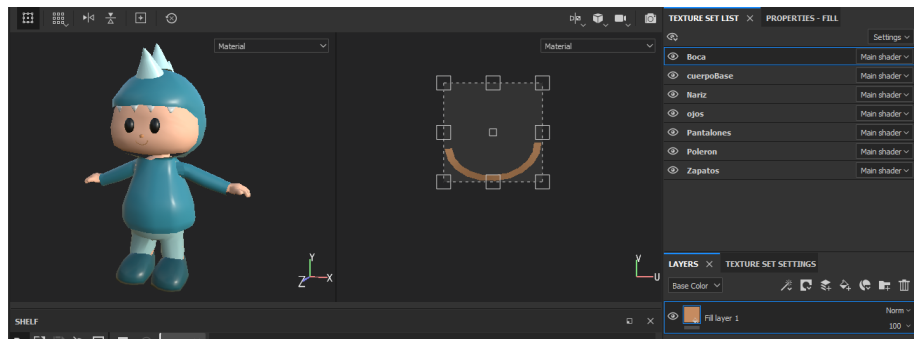 TEXTURE SET LIST × PROPERTIES - FILL
Settings
Material
Material
Boca Main shader
cuerpoBase Main shader
Nariz Main shader
ojos Main shader
Pantalones Main shader
Poleron Main shader
Zapatos Main shader
Y
Z X
V
U
LAYERS × TEXTURE SET SETTINGS
Base Color
SHELF
Fill layer 1
Norm
100